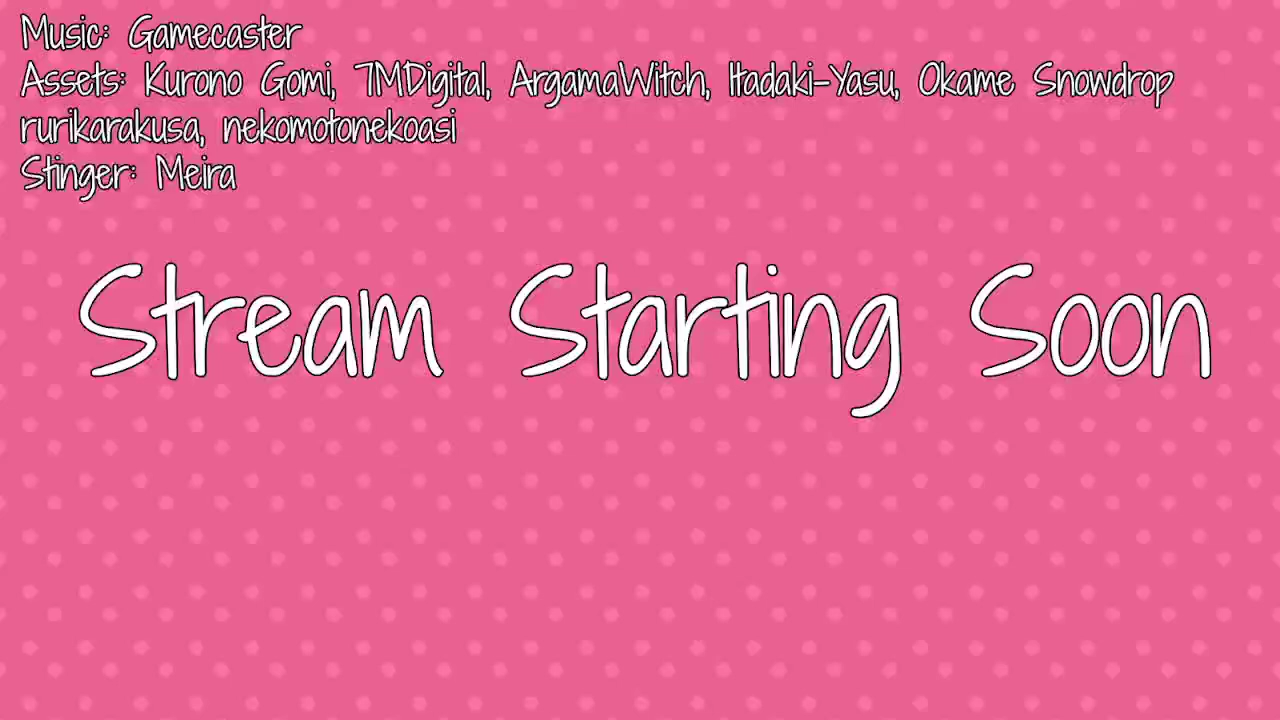 Music: Gamecaster
Assets: Kurono Gomi, 7MDigital, ArgamaWitch, Itadaki-Yasu, Okame Snowdrop
rurikarakusa, nekomotonekoasi
Stinger: Meira
Stream Starting Soon